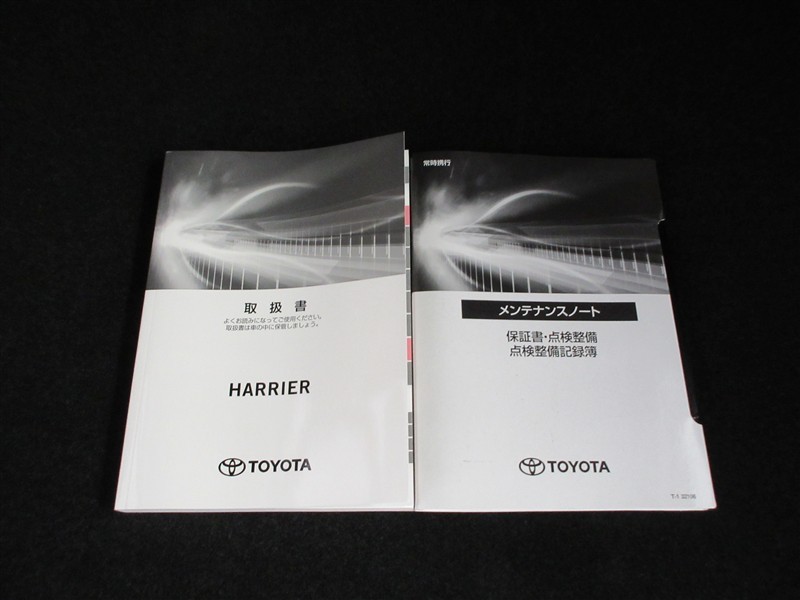 取扱書
よくお読みになってご使用ください。
取扱書は車の中に保管しましょう。
HARRIER
TOYOTA
常時携行
メンテナンスノート
保証書・点検整備
点検整備記録簿
TOYOTA